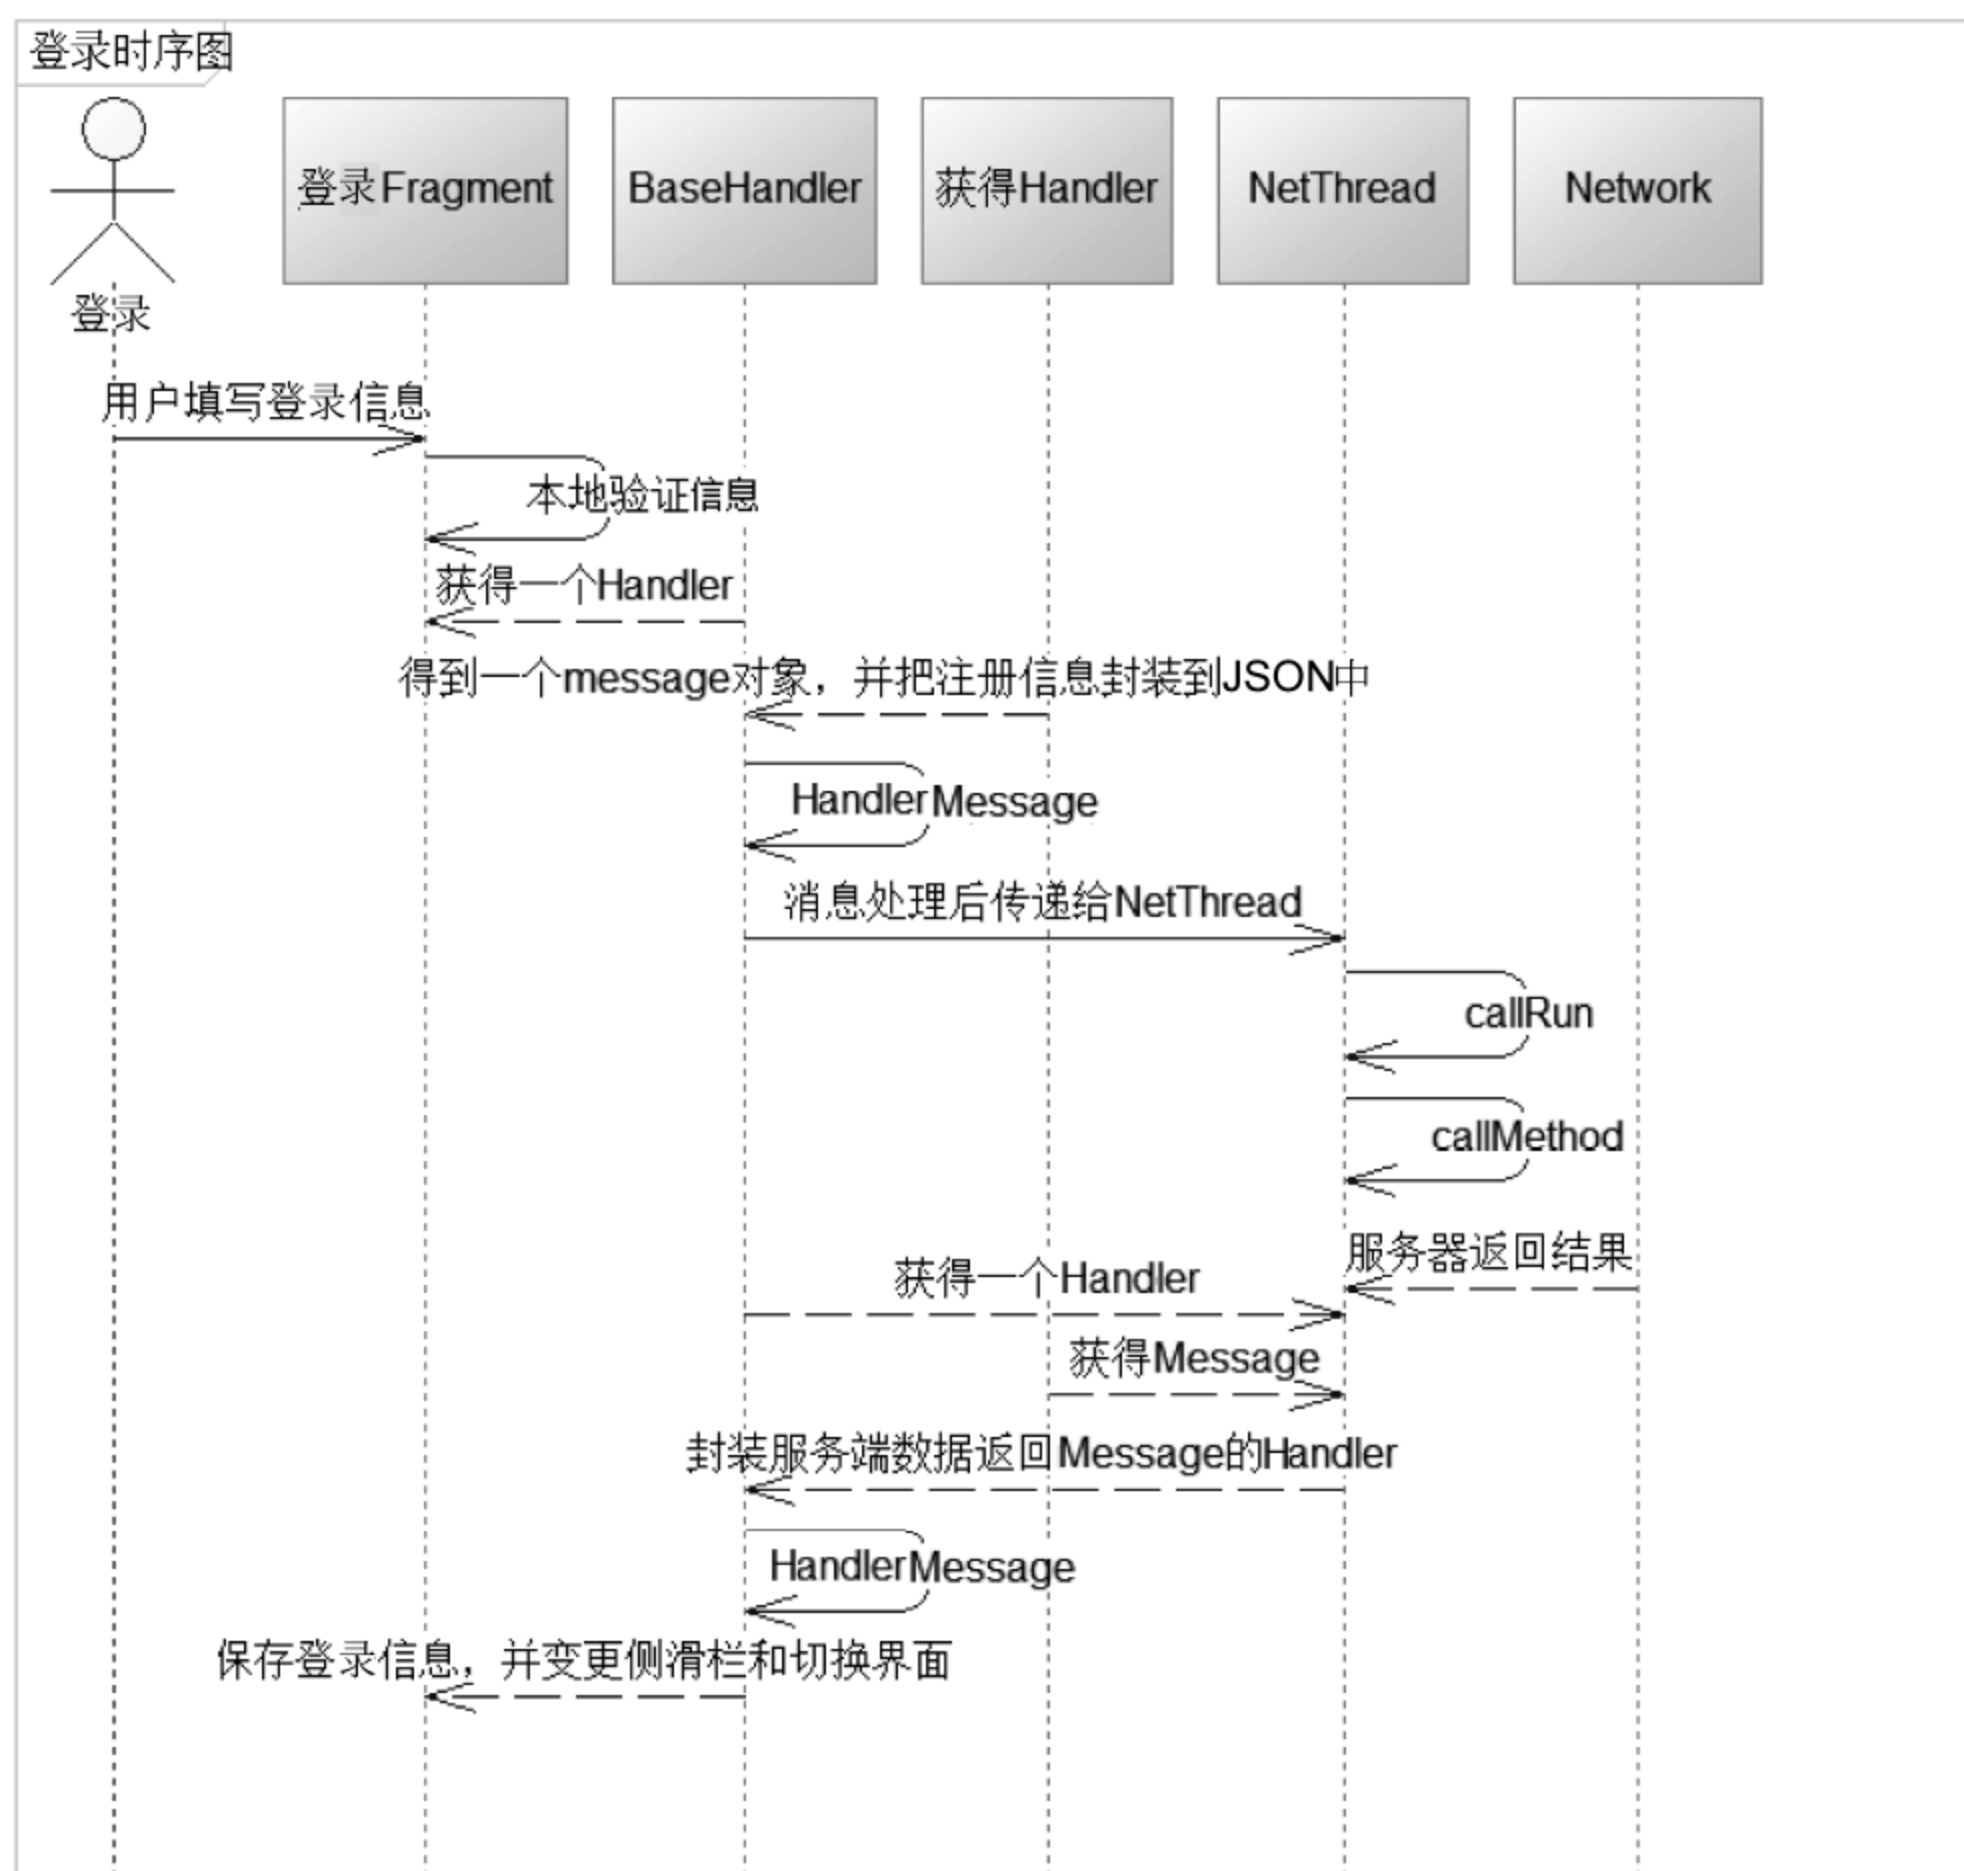 登录时序图
登录Fragment
BaseHandler
获得Handler
NetThread
Network
登录
用户填写登录信息
本地验证信息
获得一个Handler
得到一个message对象，并把注册信息封装到JSON中
HandlerMessage
消息处理后传递给NetThread
callRun
callMethod
服务器返回结果
获得一个Handler
获得Message
封装服务端数据返回Message的Handler
HandlerMessage
保存登录信息，并变更侧滑栏和切换界面